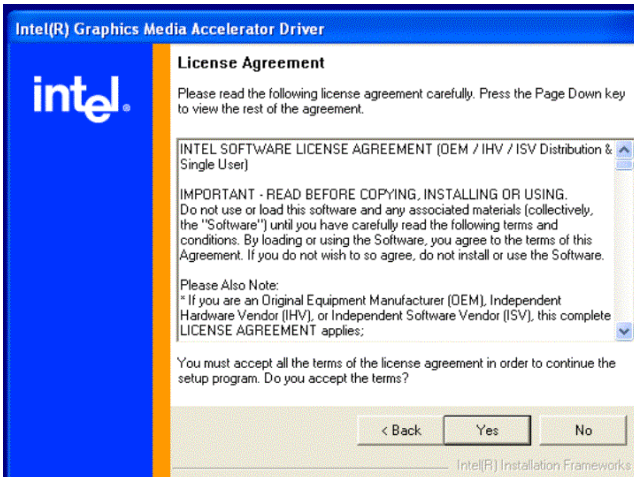 Intel(R) Graphics Media Accelerator Driver
intel.
License Agreement
Please read the following license agreement carefully. Press the Page Down key
to view the rest of the agreement.
INTEL SOFTWARE LICENSE AGREEMENT (OEM / IHV / ISV Distribution &
Single User)
IMPORTANT - READ BEFORE COPYING, INSTALLING OR USING.
Do not use or load this software and any associated materials (collectively,
the "Software") until you have carefully read the following terms and
conditions. By loading or using the Software, you agree to the terms of this
Agreement. If you do not wish to so agree, do not install or use the Software.
Please Also Note:
* If you are an Original Equipment Manufacturer (OEM), Independent
Hardware Vendor (IHV), or Independent Software Vendor (ISV), this complete
LICENSE AGREEMENT applies;
You must accept all the terms of the license agreement in order to continue the
setup program. Do you accept the terms?
< Back Yes No
Intel(R) Installation Frameworks